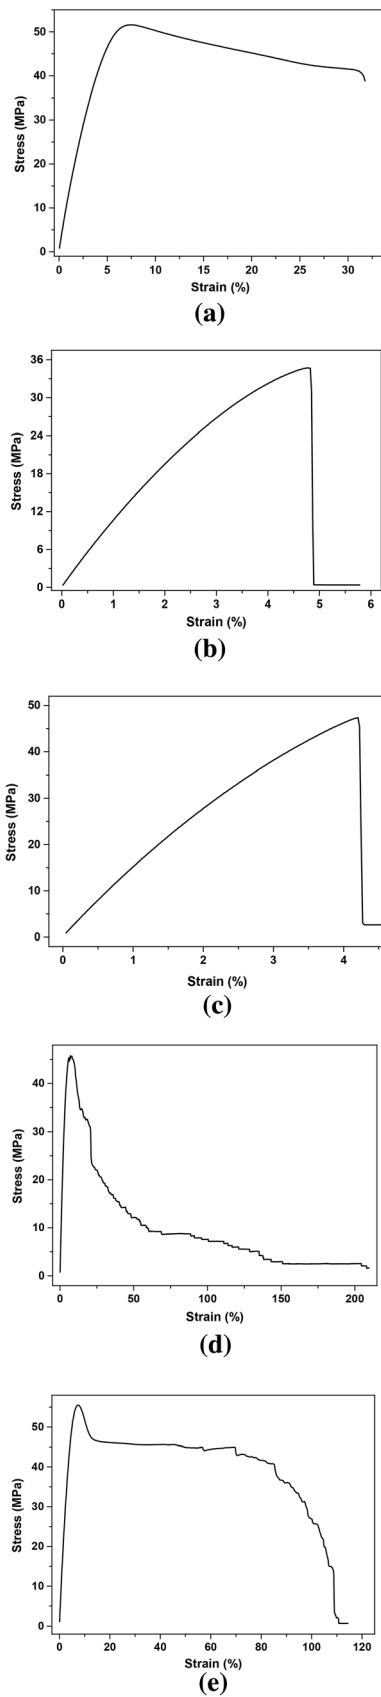 50
40
30
20
10
0
Stress (MPa)
0 5 10 15 20 25 30
Strain (%)
(a)
36
30
24
18
12
6
0
Stress (MPa)
0 1 2 3 4 5 6
Strain (%)
(b)
50
40
30
20
10
0
Stress (MPa)
0 1 2 3 4
Strain (%)
(c)
40
30
20
10
0
Stress (MPa)
0 50 100 150 200
Strain (%)
(d)
50
40
30
20
10
0
Stress (MPa)
0 20 40 60 80 100 120
Strain (%)
(e)